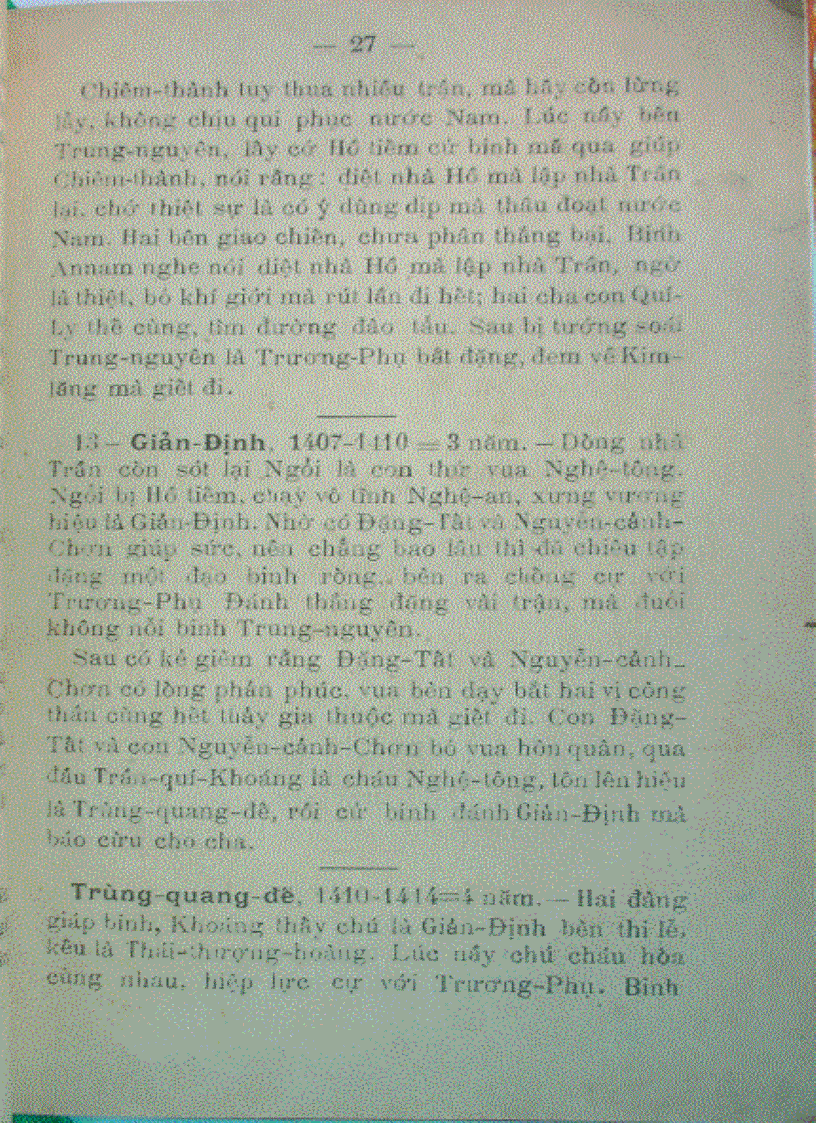 — 27 —
Chiêm-thành tuy thua nhiều trận, mà hãy còn lừng
lẫy, không chịu qui phục nước Nam. Lúc nầy bên
Trung-nguyên, lấy cớ Hồ tiềm cử binh mã qua giúp
Chiêm-thành, nói rằng : diệt nhà Hồ mà lập nhà Trần
lại, chớ thiệt sự là có ý dùng dịp mà thâu đoạt nước
Nam. Hai bên giao chiến, chưa phân thắng bại. Binh
Annam nghe nói diệt nhà Hồ mà lập nhà Trần, ngỡ
là thiệt, bỏ khí giới mà rút lần đi hết; hai cha con Quí-
Ly thế cùng, tìm đường đào tẩu. Sau bị tướng soái
Trung-nguyên là Trương-Phụ bắt đặng, đem về Kim-
lăng mà giết đi.
13 – Giản-Định, 1407-1410 = 3 năm. — Dòng nhà
Trần còn sót lại Ngỗi là con thứ vua Nghệ-tông.
Ngỗi bị Hồ tiềm, chạy vô tỉnh Nghệ-an, xưng vương
hiệu là Giản-Định. Nhờ có Đặng-Tất và Nguyễn-cảnh-
Chơn giúp sức, nên chẳng bao lâu thì đã chiêu tập
đặng một đạo binh ròng., bèn ra chống cự với
Trương-Phụ Đánh thắng đặng vài trận, mà đuổi
không nổi binh Trung-nguyên.
Sau có kẻ gièm rằng Đặng-Tất và Nguyễn-cảnh-
Chơn có lòng phản phúc, vua bèn dạy bắt hai vị công
thần cùng hết thảy gia thuộc mà giết đi. Con Đặng-
Tất và con Nguyễn-cảnh-Chơn bỏ vua hôn quân, qua
đầu Trần-quí-Khoáng là cháu Nghệ-tông, tôn lên hiệu
là Trùng-quang-đế, rồi cử binh đánh Giản-Định mà
báo cừu cho cha.
Trùng-quang-đế, 1410-1414=4 năm. — Hai đàng
giáp binh, Khoáng thấy chú là Giản-Định bèn thi lễ,
kêu là Thái-thượng-hoàng. Lúc nầy chú cháu hòa
cùng nhau, hiệp lực cự với Trương-Phụ. Binh